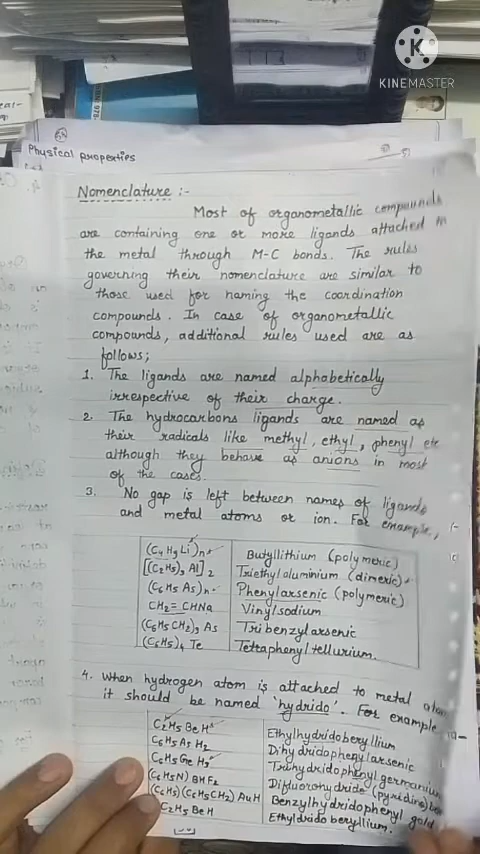 KINEMASTER
Physical properties
Nomenclature :-
Most of organometallic compounds
are containing one or more ligands attached to
the metal through M-C bonds. The rules
governing their nomenclature are similar to
those used for naming the coordination
compounds. In case of organometallic
compounds, additional rules used are as
follows;
1. The ligands are named alphabetically
irrespective of their charge.
2. The hydrocarbons ligands are named as
their radicals like methyl, ethyl, phenyl etc
although they behave as anions in most
of the cases.
3. No gap is left between names of ligands
and metal atoms or ion. For example,
(C4H9Li)n Butyllithium (polymeric)
[(C2H5)3Al]2 Triethylaluminium (dimeric)
(C6H5As)n Phenylarsenic (polymeric)
CH2=CHNa Vinylsodium
(C6H5CH2)3As Tribenzylarsenic
(C6H5)4Te Tetraphenyltellurium.
4. When hydrogen atom is attached to metal atom
it should be named 'hydrido'. For example
C2H5BeH Ethylhydridoberyllium
C6H5AsH2 Dihydridophenylarsenic
C6H5GeH3 Trihydridophenylgermanium
(C6H5N)BHF2 Difluorohydride (pyridine)
(C6H5)(C6H5CH2)AuH Benzylhydridophenyl gold
C2H5BeH Ethyldrido beryllium.